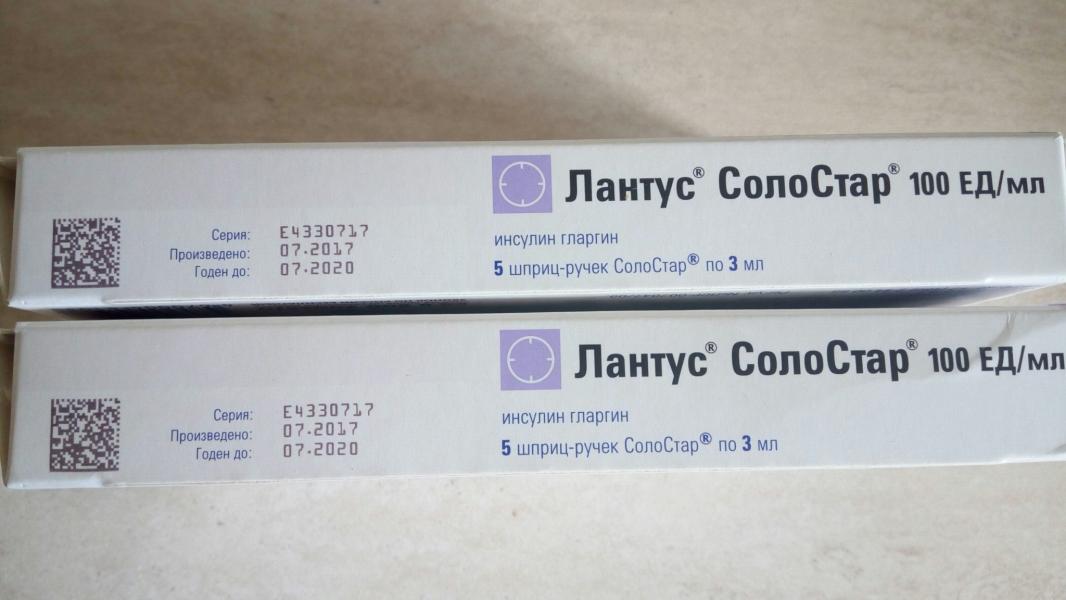 Лантус® СолоСтар® 100 ЕД/мл
Серия: E4330717
инсулин гларгин
Произведено: 07.2017
Годен до: 07.2020
5 шприц-ручек СолоСтар® по 3 мл
Лантус® СолоСтар® 100 ЕД/мл
Серия: E4330717
инсулин гларгин
Произведено: 07.2017
Годен до: 07.2020
5 шприц-ручек СолоСтар® по 3 мл